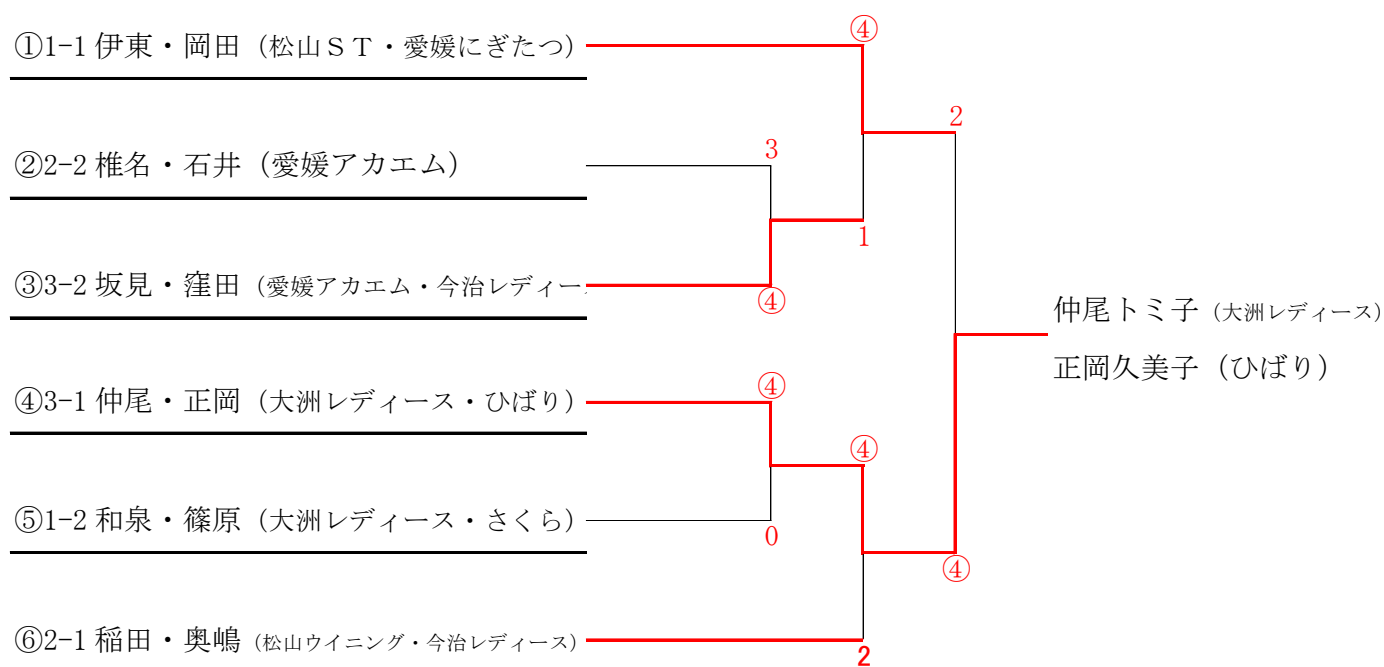 ①1-1 伊東・岡田（松山ＳＴ・愛媛にぎたつ）
④
2
②2-2 椎名・石井（愛媛アカエム）
3
1
③3-2 坂見・窪田（愛媛アカエム・今治レディー
④
仲尾トミ子（大洲レディース）
正岡久美子（ひばり）
④3-1 仲尾・正岡（大洲レディース・ひばり）
④
④
⑤1-2 和泉・篠原（大洲レディース・さくら）
0
④
⑥2-1 稲田・奥嶋（松山ウイニング・今治レディース）
2